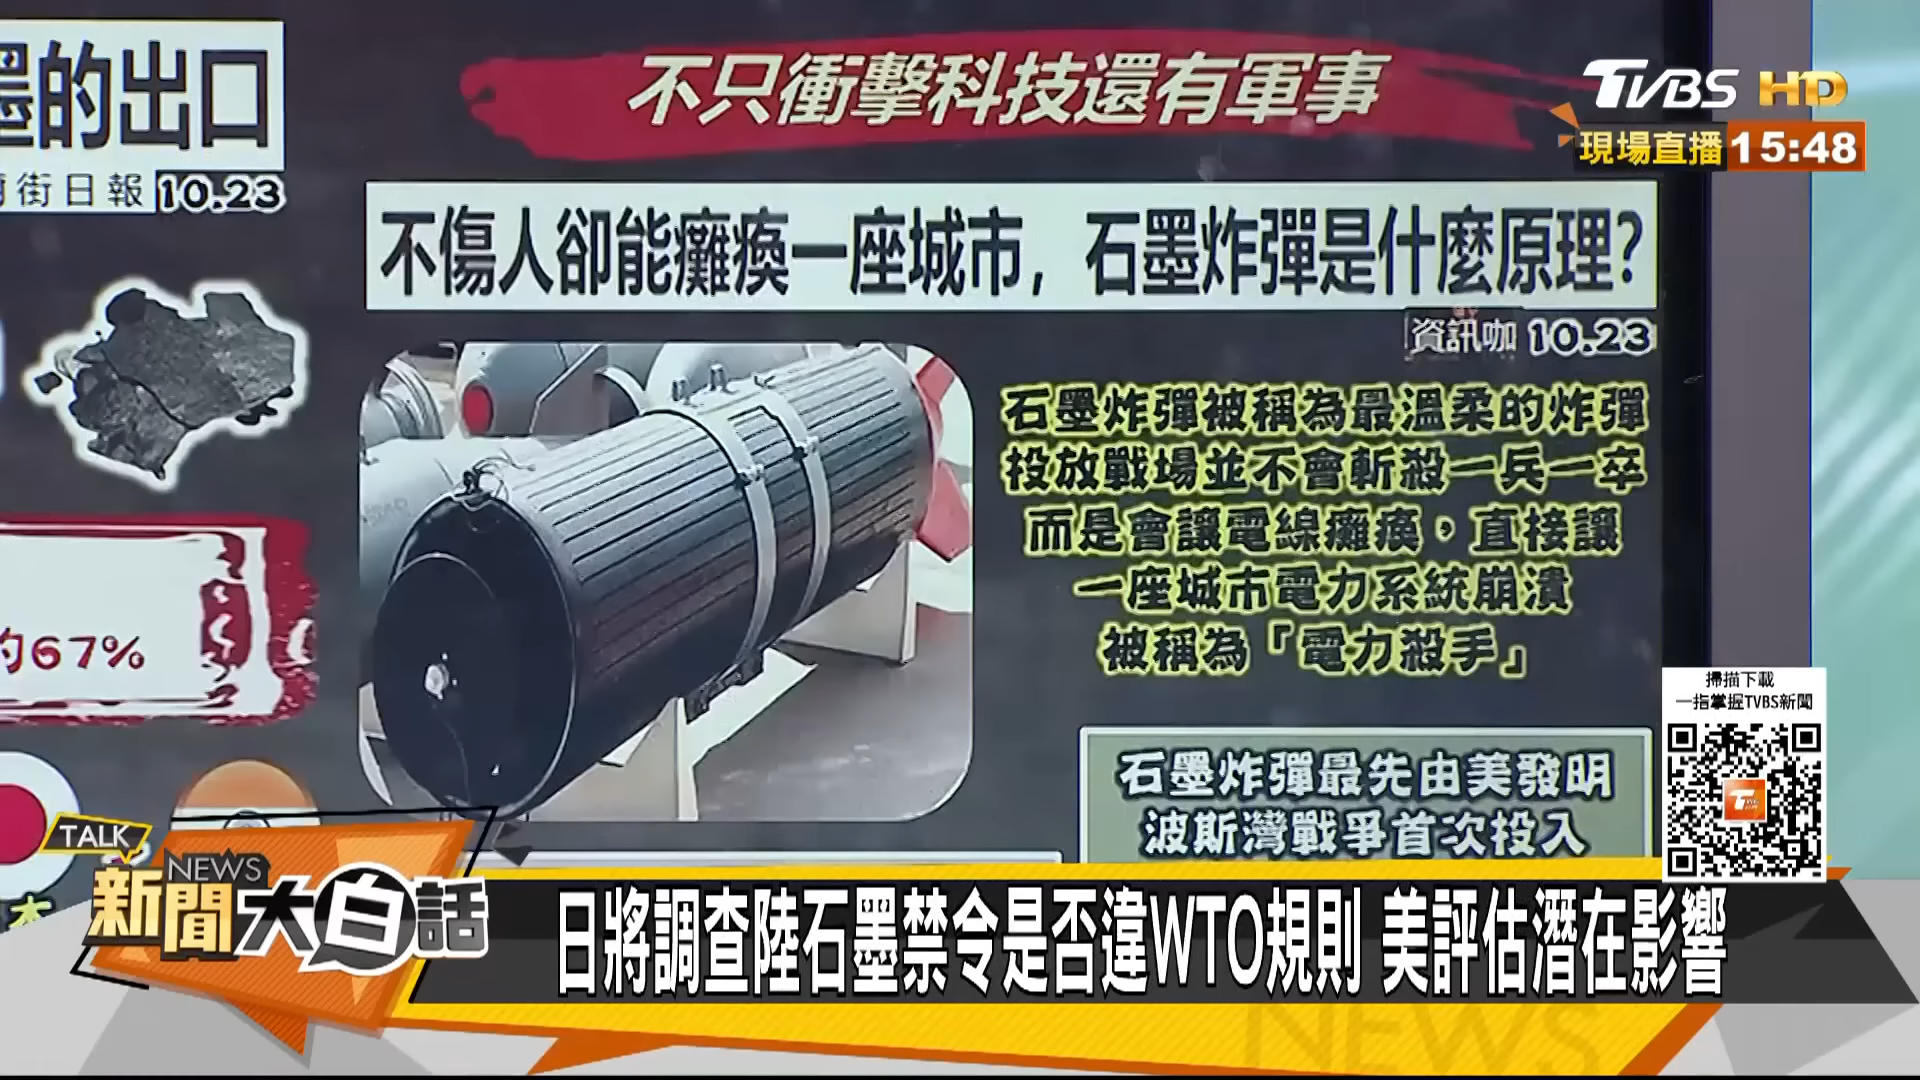 墨的出口
街日報 10.23
不只衝擊科技還有軍事
TVBS HD
現場直播 15:48
不傷人卻能癱瘓一座城市，石墨炸彈是什麼原理？
資訊咖 10.23
石墨炸彈被稱為最溫柔的炸彈
投放戰場並不會斬殺一兵一卒
而是會讓電線癱瘓，直接讓
一座城市電力系統崩潰
被稱為「電力殺手」
約67%
石墨炸彈最先由美發明
波斯灣戰爭首次投入
掃描下載
一指掌握TVBS新聞
TALK
NEWS
新聞大白話
日將調查陸石墨禁令是否違WTO規則 美評估潛在影響
NEWS